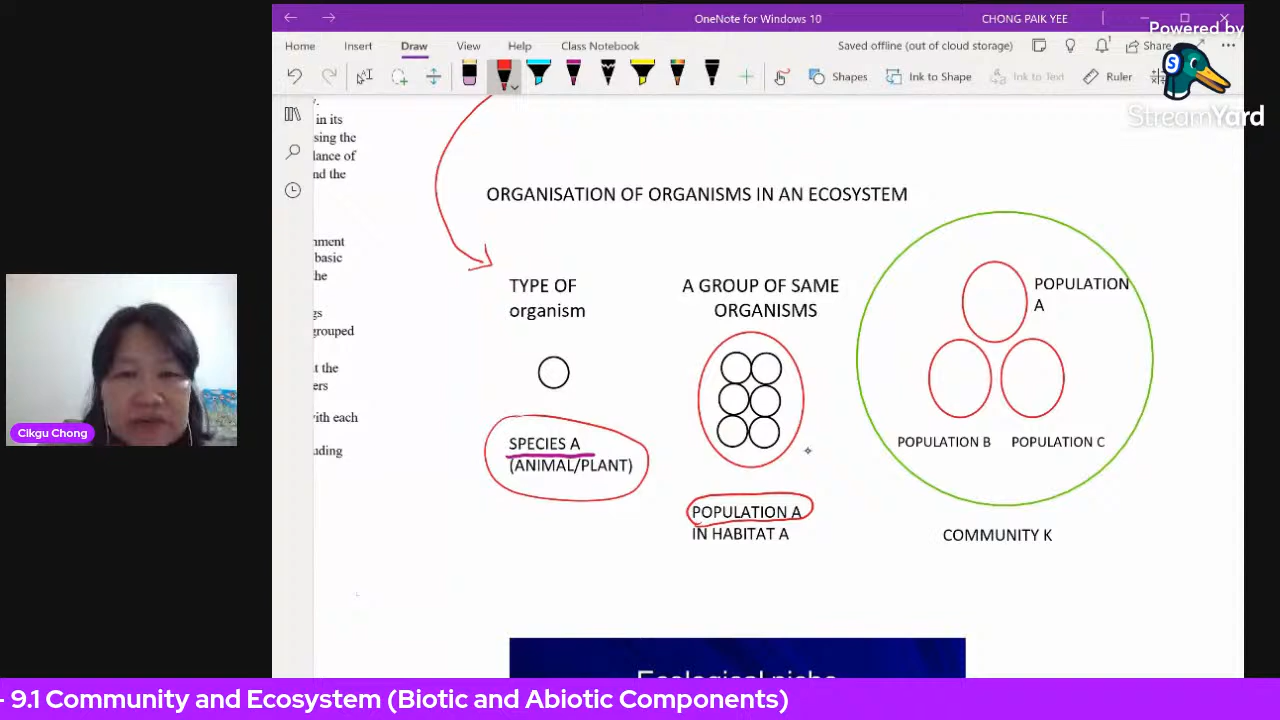 OneNote for Windows 10
CHONG PAIK YEE
Powered by
Home Insert Draw View Help Class Notebook
Saved offline (out of cloud storage)
Share
Shapes
Ink to Shape
Ink to Text
Ruler
StreamYard
in its
sing the
lance of
nd the
nment
basic
the
gs
grouped
t the
ers
with each
uding
ORGANISATION OF ORGANISMS IN AN ECOSYSTEM
TYPE OF
organism
SPECIES A
(ANIMAL/PLANT)
A GROUP OF SAME
ORGANISMS
POPULATION A
IN HABITAT A
POPULATION
A
POPULATION B
POPULATION C
COMMUNITY K
Cikgu Chong
- 9.1 Community and Ecosystem (Biotic and Abiotic Components)